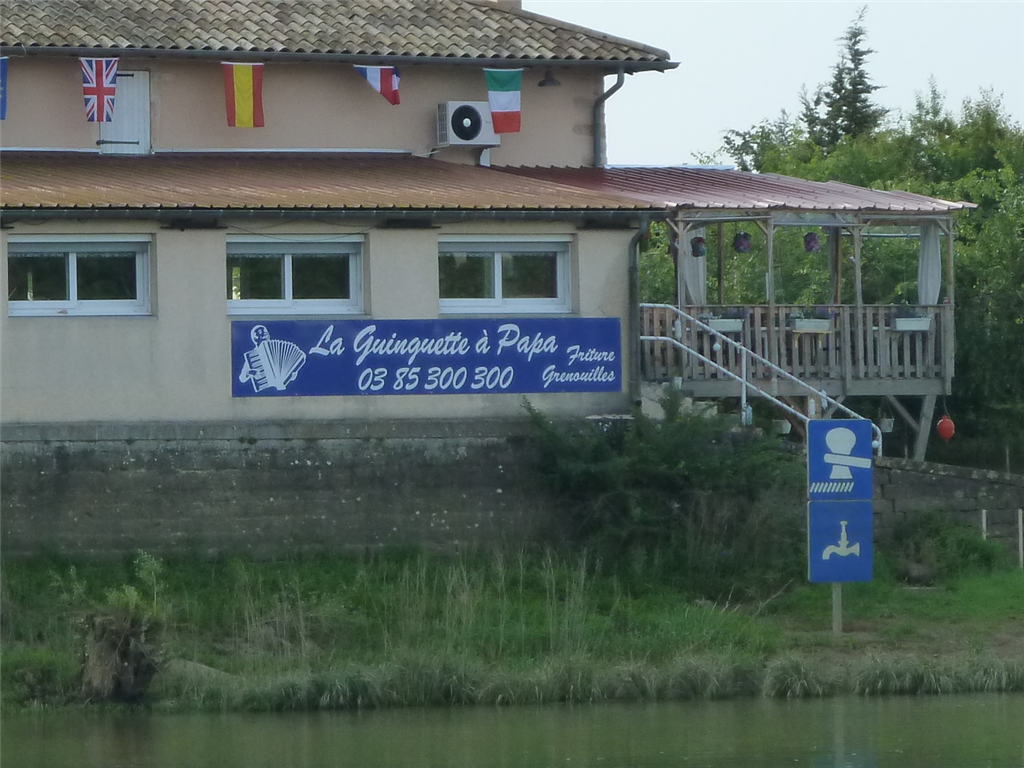 La Guinguette à Papa
03 85 300 300
Friture
Grenouilles